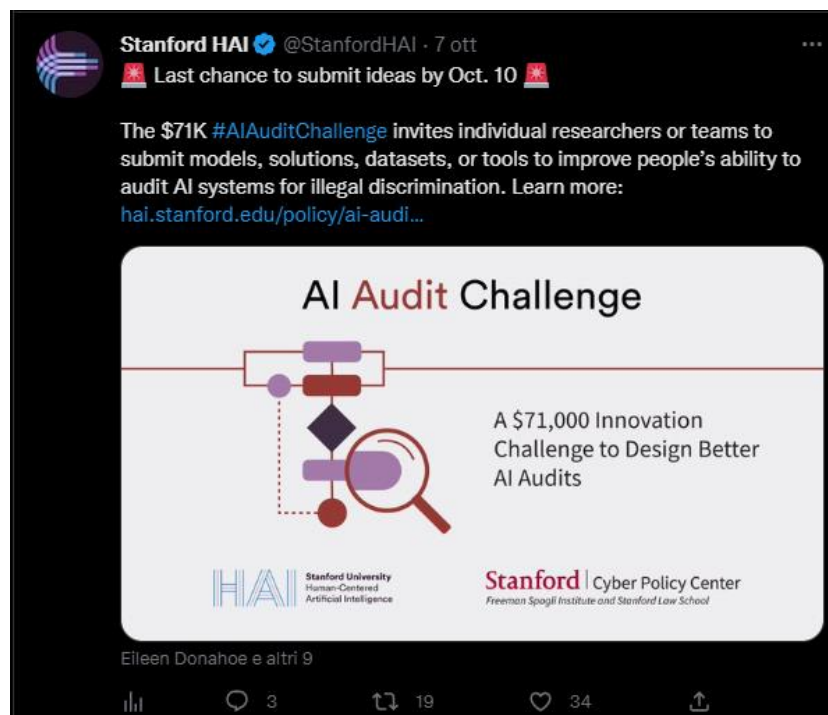 Stanford HAI @StanfordHAI · 7 ott
🚨 Last chance to submit ideas by Oct. 10 🚨
The $71K #AIAuditChallenge invites individual researchers or teams to
submit models, solutions, datasets, or tools to improve people's ability to
audit AI systems for illegal discrimination. Learn more:
hai.stanford.edu/policy/ai-audi...
AI Audit Challenge
A $71,000 Innovation
Challenge to Design Better
AI Audits
HAI
Stanford University
Human-Centered
Artificial Intelligence
Stanford | Cyber Policy Center
Freeman Spogli Institute and Stanford Law School
Eileen Donahoe e altri 9
3 19 34